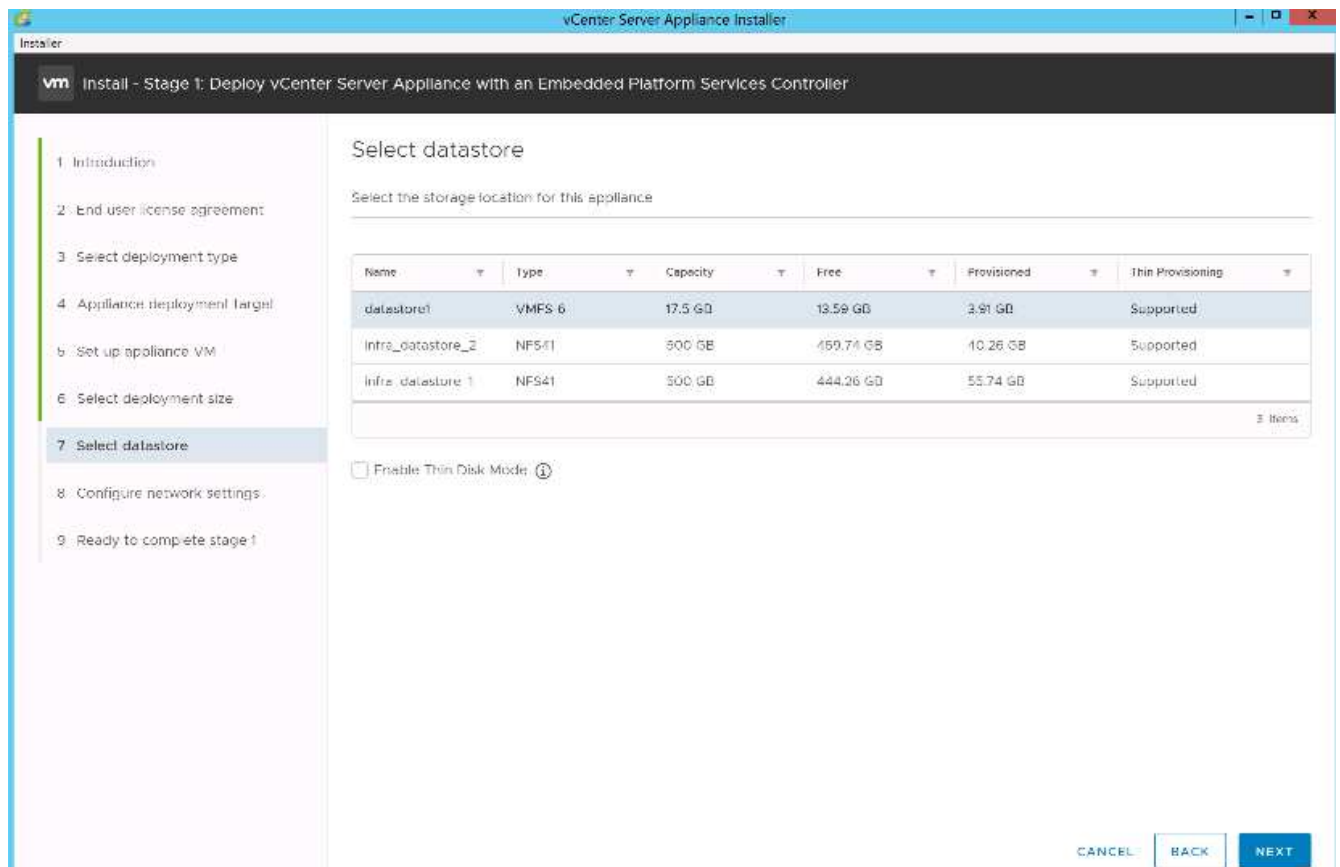 vCenter Server Appliance Installer
Installer
vm Install - Stage 1: Deploy vCenter Server Appliance with an Embedded Platform Services Controller
1 Introduction
2 End user license agreement
3 Select deployment type
4 Appliance deployment target
5 Set up appliance VM
6 Select deployment size
7 Select datastore
8 Configure network settings
9 Ready to complete stage 1
Select datastore
Select the storage location for this appliance
Name Type Capacity Free Provisioned Thin Provisioning
datastore1 VMFS-6 17.5 GB 13.59 GB 3.91 GB Supported
infra_datastore_2 NFS41 500 GB 459.74 GB 40.26 GB Supported
infra_datastore_1 NFS41 500 GB 444.26 GB 55.74 GB Supported
3 items
Enable Thin Disk Mode
CANCEL BACK NEXT